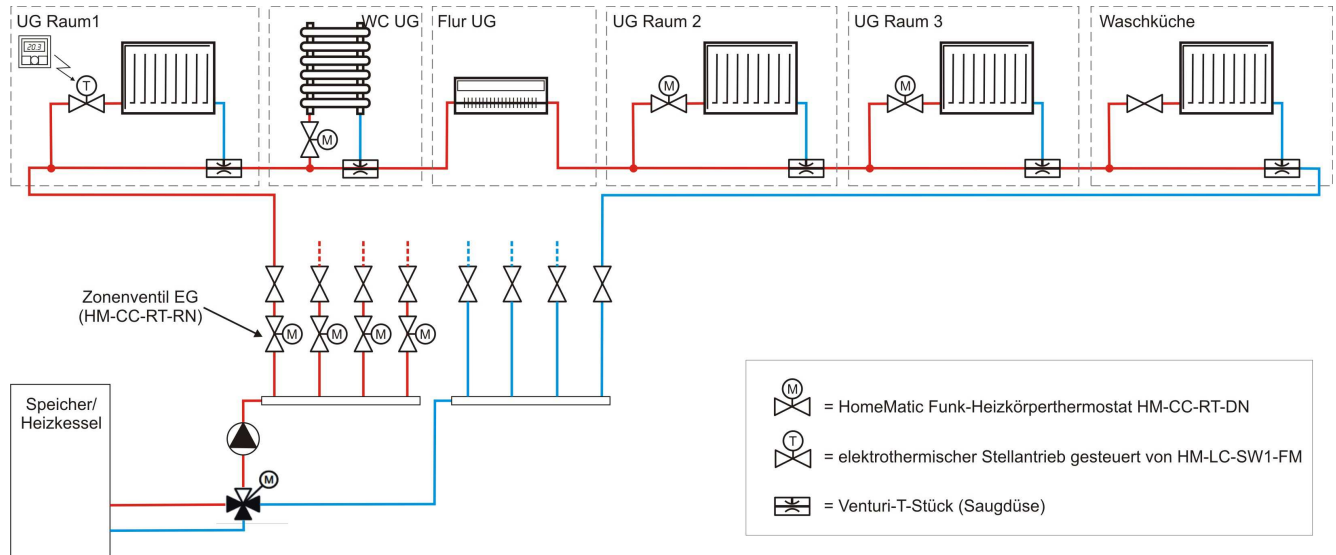 UG Raum1
WC UG
Flur UG
UG Raum 2
UG Raum 3
Waschküche
20.3
T
M
M
M
Zonenventil EG
(HM-CC-RT-RN)
M
M
M
M
Speicher/
Heizkessel
M
M
= HomeMatic Funk-Heizkörperthermostat HM-CC-RT-DN
T
= elektrothermischer Stellantrieb gesteuert von HM-LC-SW1-FM
= Venturi-T-Stück (Saugdüse)